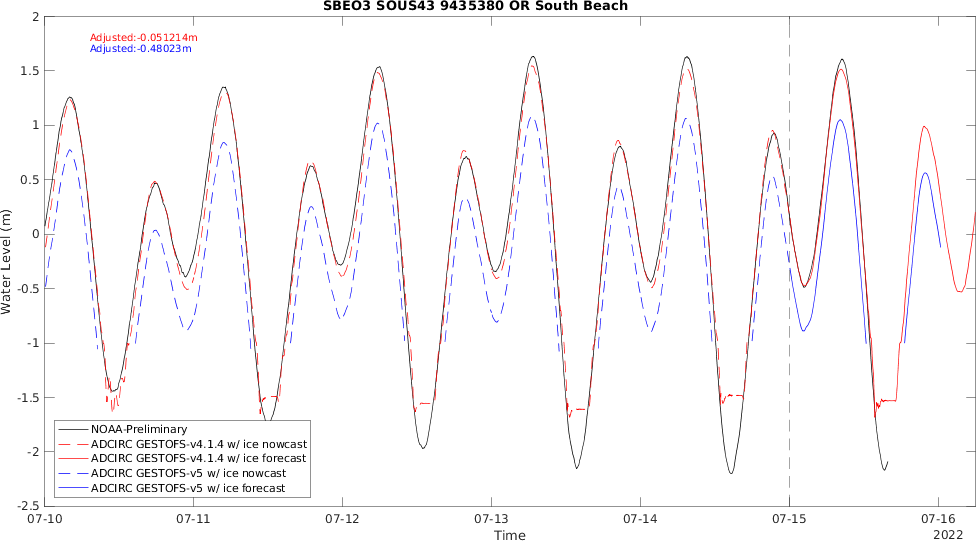 SBEO3 SOUS43 9435380 OR South Beach
Adjusted:-0.051214m
Adjusted:-0.48023m
Water Level (m)
2
1.5
1
0.5
0
-0.5
-1
-1.5
-2
-2.5
NOAA-Preliminary
ADCIRC GESTOFS-v4.1.4 w/ ice nowcast
ADCIRC GESTOFS-v4.1.4 w/ ice forecast
ADCIRC GESTOFS-v5 w/ ice nowcast
ADCIRC GESTOFS-v5 w/ ice forecast
07-10 07-11 07-12 07-13 07-14 07-15 07-16
Time
2022